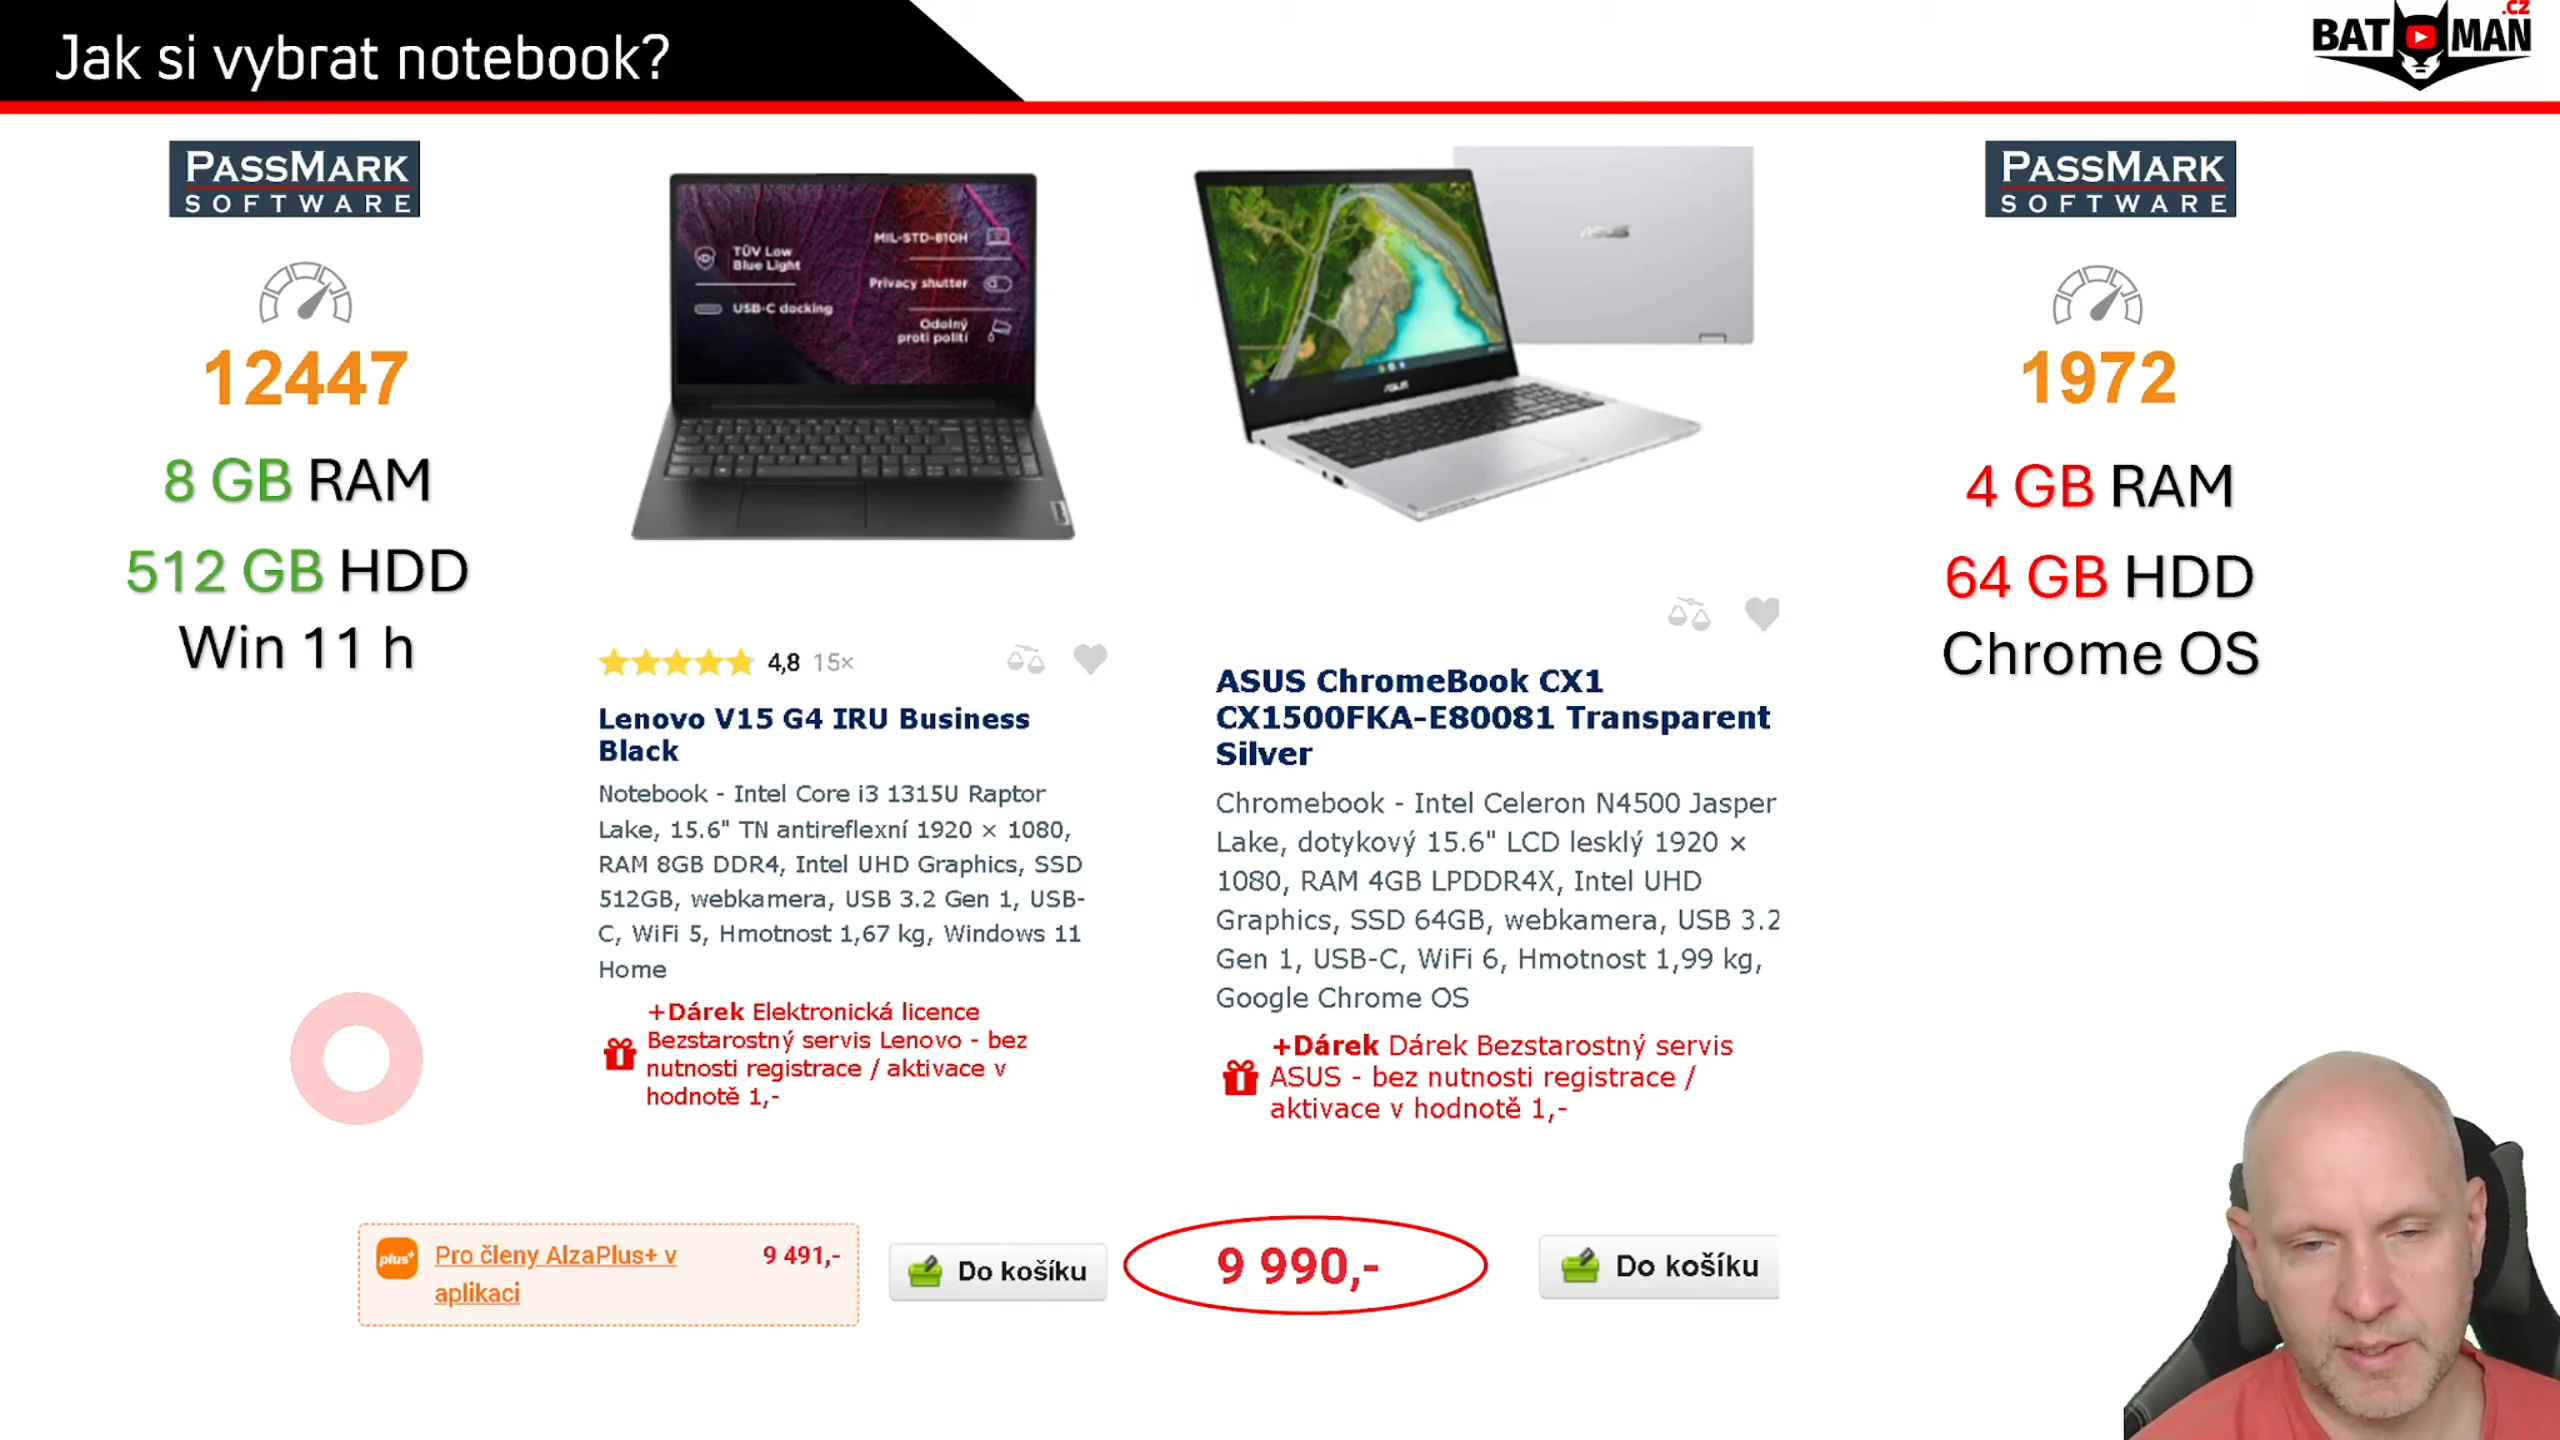 Jak si vybrat notebook?
BATMAN
.CZ
PASSMARK
SOFTWARE
12447
8 GB RAM
512 GB HDD
Win 11 h
TÜV Low
Blue Light
USB-C docking
MIL-STD-810H
Privacy shutter
Odolný
proti polití
Lenovo
4,8 15×
Lenovo V15 G4 IRU Business
Black
Notebook - Intel Core i3 1315U Raptor
Lake, 15.6" TN antireflexní 1920 × 1080,
RAM 8GB DDR4, Intel UHD Graphics, SSD
512GB, webkamera, USB 3.2 Gen 1, USB-
C, WiFi 5, Hmotnost 1,67 kg, Windows 11
Home
+Dárek Elektronická licence
Bezstarostný servis Lenovo - bez
nutnosti registrace / aktivace v
hodnotě 1,-
plus+
Pro členy AlzaPlus+ v
aplikaci
9 491,-
Do košíku
ASUS
ASUS
ASUS ChromeBook CX1
CX1500FKA-E80081 Transparent
Silver
Chromebook - Intel Celeron N4500 Jasper
Lake, dotykový 15.6" LCD lesklý 1920 ×
1080, RAM 4GB LPDDR4X, Intel UHD
Graphics, SSD 64GB, webkamera, USB 3.2
Gen 1, USB-C, WiFi 6, Hmotnost 1,99 kg,
Google Chrome OS
+Dárek Dárek Bezstarostný servis
ASUS - bez nutnosti registrace /
aktivace v hodnotě 1,-
9 990,-
Do košíku
PASSMARK
SOFTWARE
1972
4 GB RAM
64 GB HDD
Chrome OS